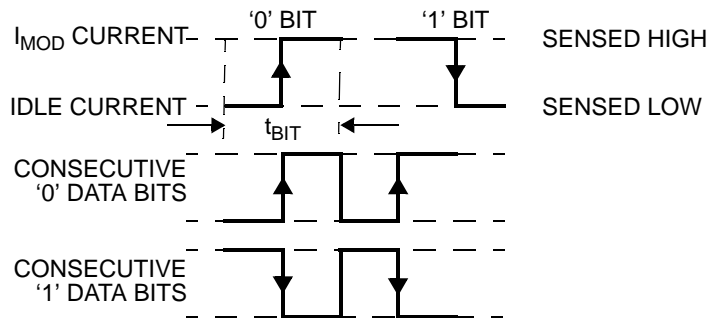 ‘0’ BIT ‘1’ BIT
I_MOD CURRENT SENSED HIGH
IDLE CURRENT SENSED LOW
t_BIT
CONSECUTIVE
‘0’ DATA BITS
CONSECUTIVE
‘1’ DATA BITS